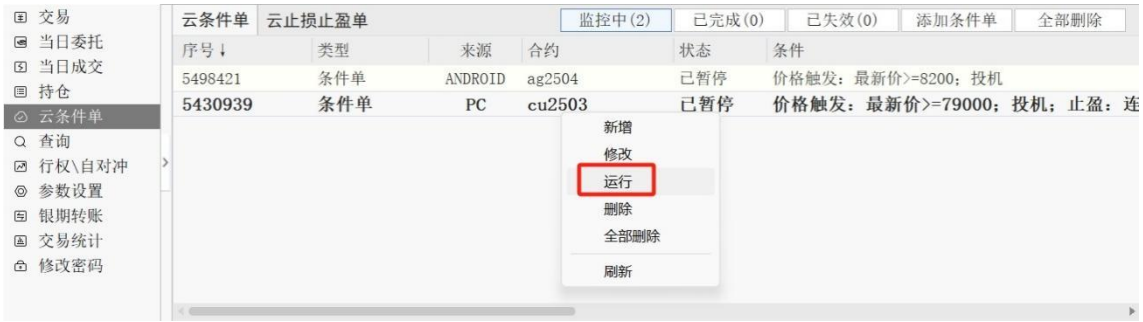 交易
当日委托
当日成交
持仓
云条件单
查询
行权\自对冲
参数设置
银期转账
交易统计
修改密码
云条件单 云止损止盈单 监控中(2) 已完成(0) 已失效(0) 添加条件单 全部删除
序号↓ 类型 来源 合约 状态 条件
5498421 条件单 ANDROID ag2504 已暂停 价格触发: 最新价>=8200; 投机
5430939 条件单 PC cu2503 已暂停 价格触发: 最新价>=79000; 投机; 止盈: 连
新增
修改
运行
删除
全部删除
刷新